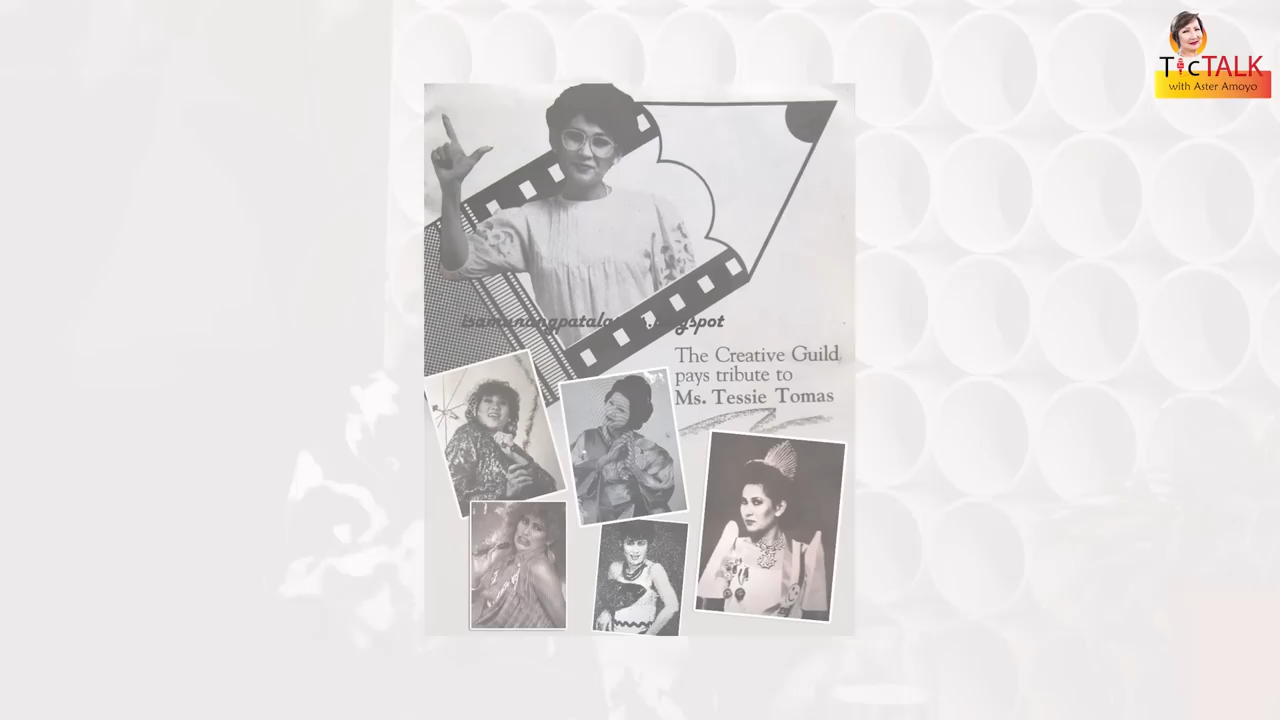 TicTALK
with Aster Amoyo
The Creative Guild
pays tribute to
Ms. Tessie Tomas